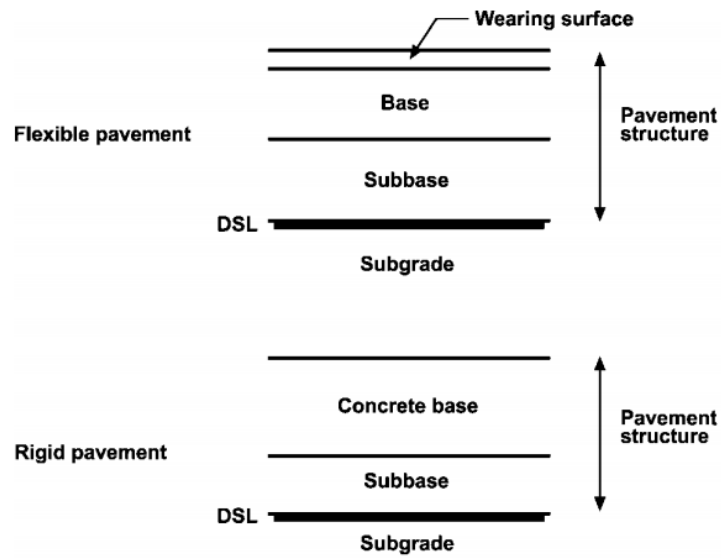 Wearing surface
Base
Flexible pavement
Pavement
structure
Subbase
DSL
Subgrade
Concrete base
Rigid pavement
Pavement
structure
Subbase
DSL
Subgrade